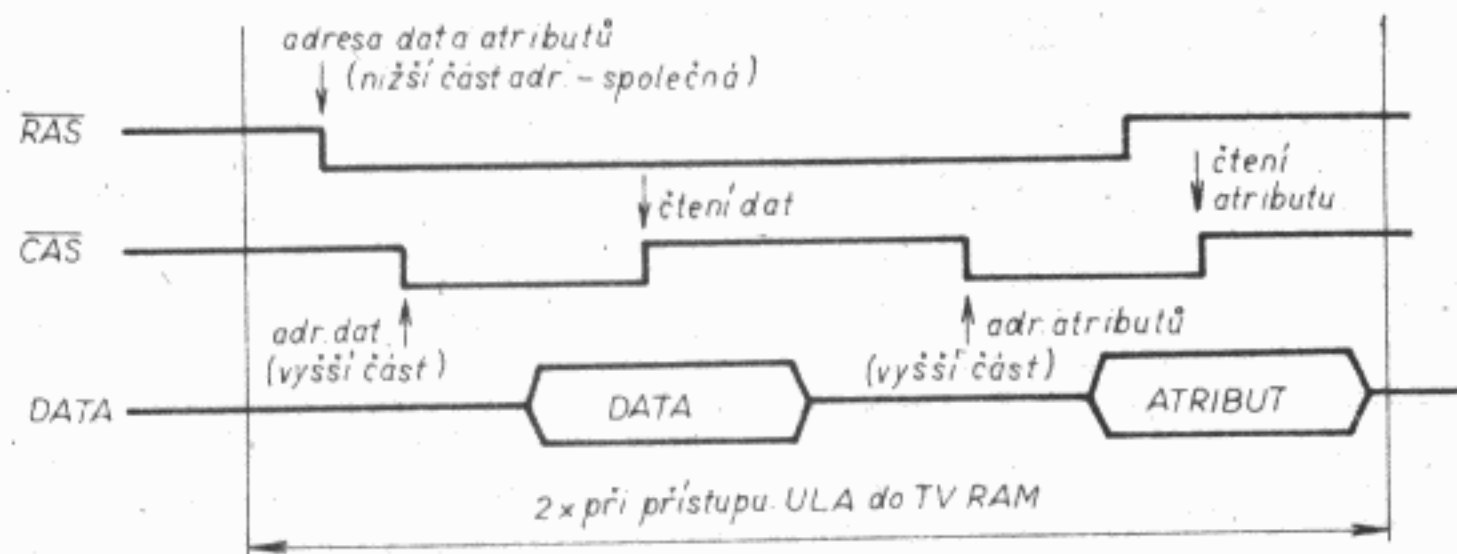 adresa data atributů
(nižší část adr. – společná)
RAS
čtení dat
čtení
atributu
CAS
adr. dat
(vyšší část)
adr. atributů
(vyšší část)
DATA
DATA
ATRIBUT
2 x při přístupu ULA do TV RAM